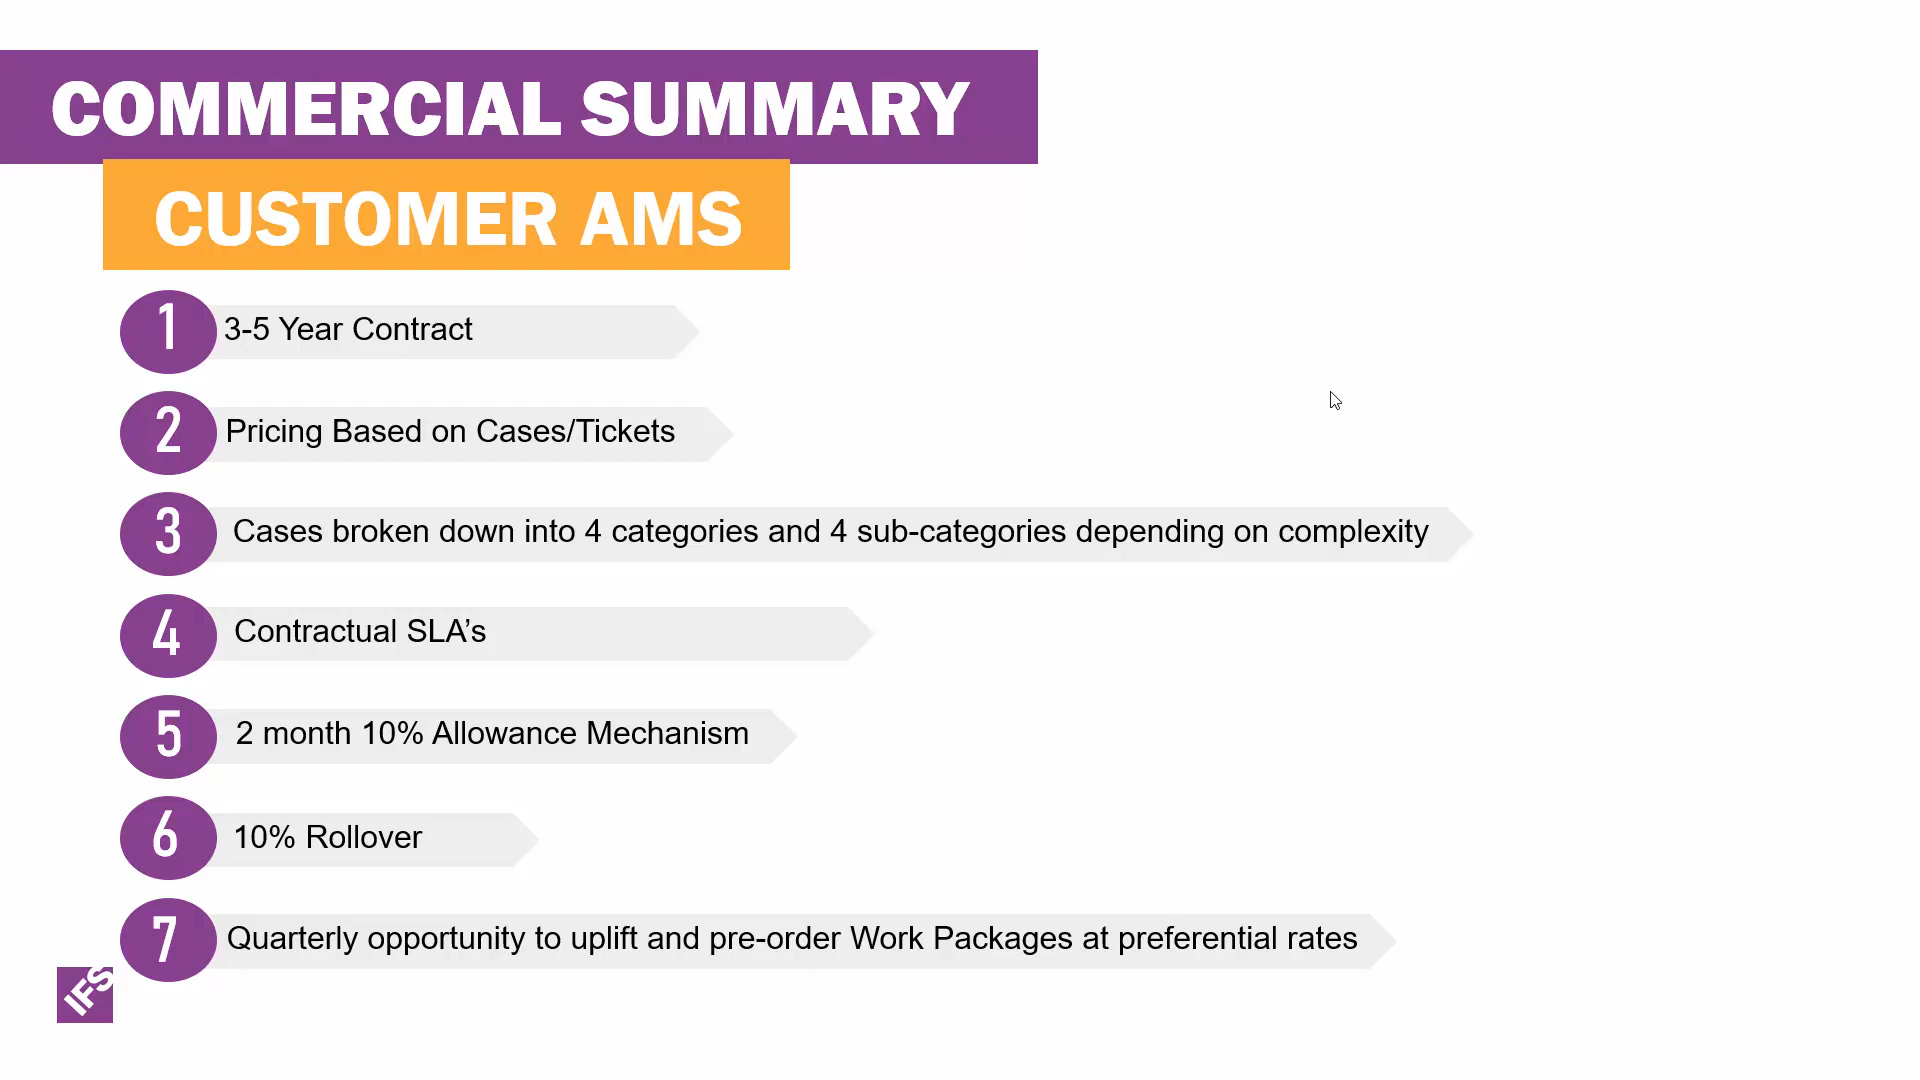 COMMERCIAL SUMMARY
CUSTOMER AMS
1 3-5 Year Contract
2 Pricing Based on Cases/Tickets
3 Cases broken down into 4 categories and 4 sub-categories depending on complexity
4 Contractual SLA’s
5 2 month 10% Allowance Mechanism
6 10% Rollover
7 Quarterly opportunity to uplift and pre-order Work Packages at preferential rates
IFS